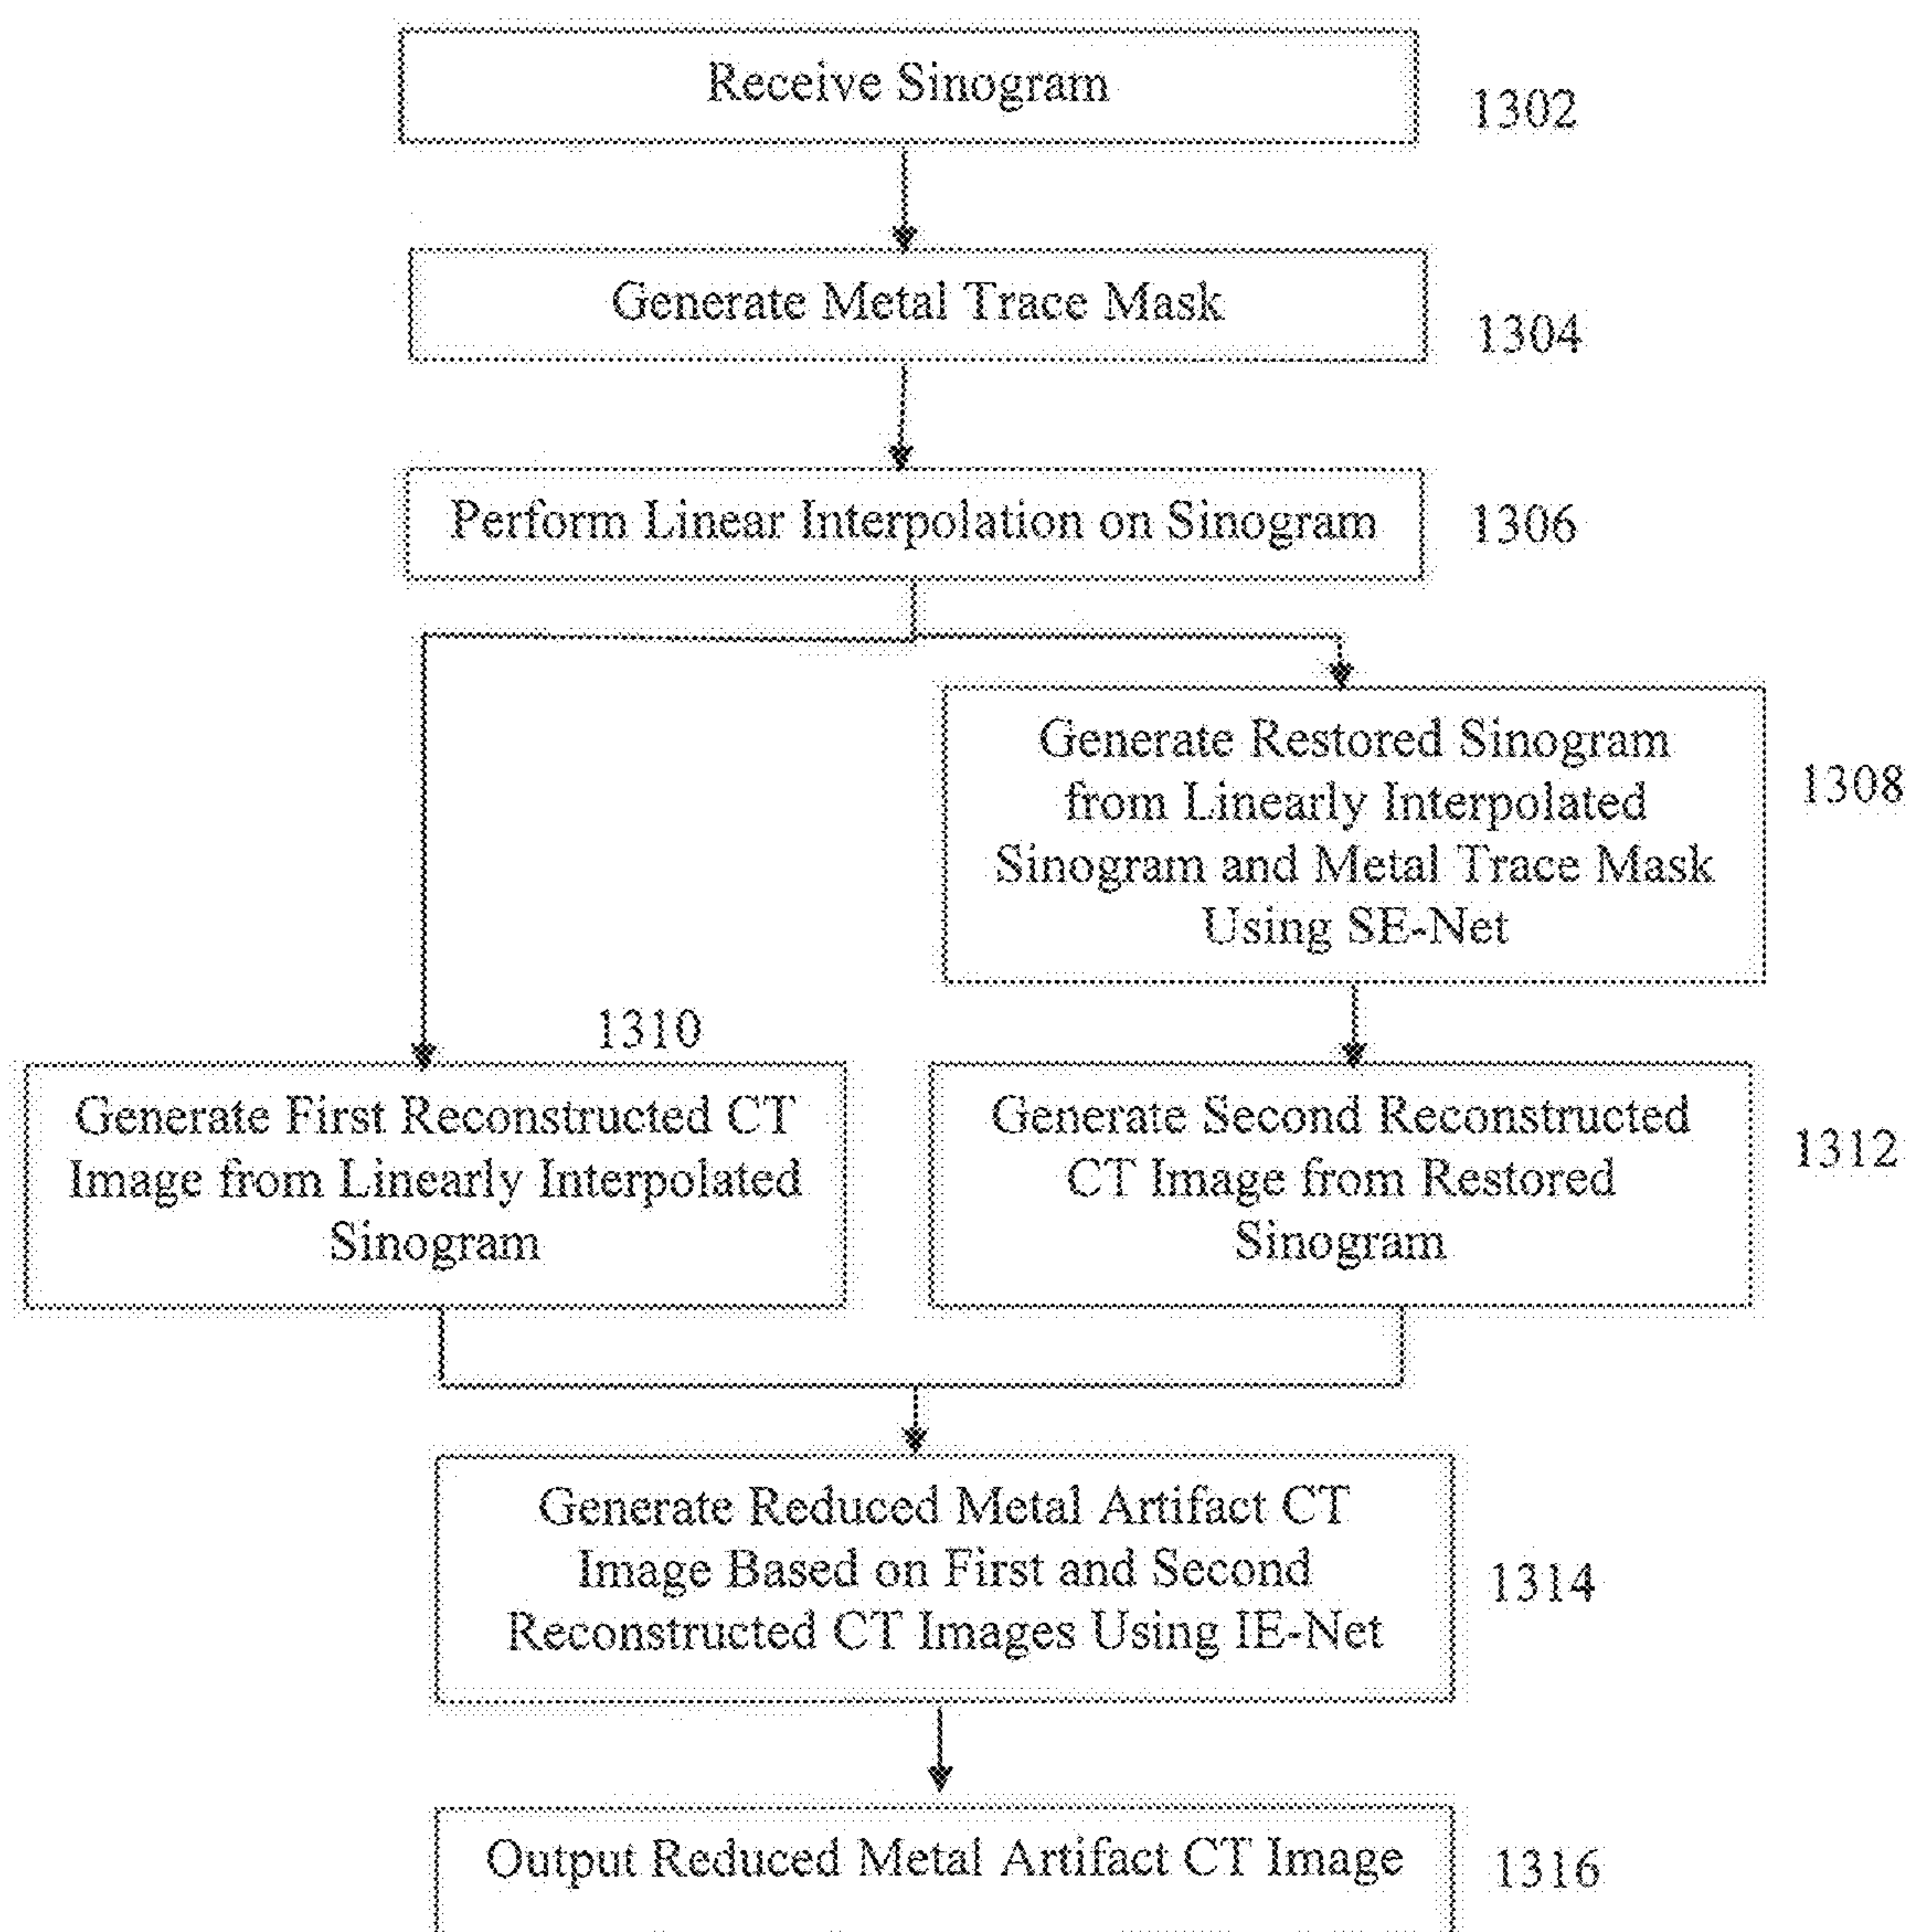 Receive Sinogram
1302
Generate Metal Trace Mask
1304
Perform Linear Interpolation on Sinogram
1306
Generate Restored Sinogram
from Linearly Interpolated
Sinogram and Metal Trace Mask
Using SE-Net
1308
1310
Generate First Reconstructed CT
Image from Linearly Interpolated
Sinogram
Generate Second Reconstructed
CT Image from Restored
Sinogram
1312
Generate Reduced Metal Artifact CT
Image Based on First and Second
Reconstructed CT Images Using IE-Net
1314
Output Reduced Metal Artifact CT Image
1316